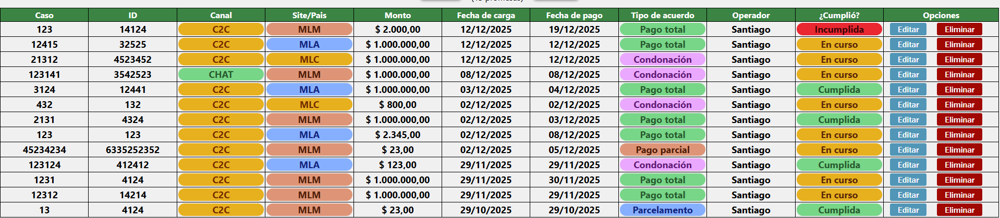 Caso ID Canal Site/Pais Monto Fecha de carga Fecha de pago Tipo de acuerdo Operador ¿Cumplió? Opciones
123 14124 C2C MLM $ 2.000,00 12/12/2025 19/12/2025 Pago total Santiago Incumplida Editar Eliminar
12415 32525 C2C MLA $ 1.000.000,00 12/12/2025 12/12/2025 Pago total Santiago En curso Editar Eliminar
21312 4523452 C2C MLC $ 1.000.000,00 12/12/2025 12/12/2025 Condonación Santiago En curso Editar Eliminar
123141 3542523 CHAT MLM $ 1.000.000,00 08/12/2025 08/12/2025 Condonación Santiago En curso Editar Eliminar
3124 12441 C2C MLA $ 1.000.000,00 03/12/2025 04/12/2025 Pago total Santiago Cumplida Editar Eliminar
432 132 C2C MLC $ 800,00 02/12/2025 02/12/2025 Condonación Santiago En curso Editar Eliminar
2131 4324 C2C MLM $ 1.000.000,00 02/12/2025 03/12/2025 Pago total Santiago Cumplida Editar Eliminar
123 123 C2C MLA $ 2.345,00 02/12/2025 08/12/2025 Pago total Santiago En curso Editar Eliminar
45234234 6335252352 C2C MLM $ 23,00 02/12/2025 05/12/2025 Pago parcial Santiago En curso Editar Eliminar
123124 412412 C2C MLA $ 123,00 29/11/2025 29/11/2025 Condonación Santiago Cumplida Editar Eliminar
1231 4124 C2C MLM $ 1.000.000,00 29/11/2025 30/11/2025 Pago total Santiago En curso Editar Eliminar
12312 14214 C2C MLM $ 1.000.000,00 29/11/2025 29/11/2025 Pago total Santiago En curso Editar Eliminar
13 4124 C2C MLM $ 23,00 29/10/2025 29/10/2025 Parcelamento Santiago Cumplida Editar Eliminar